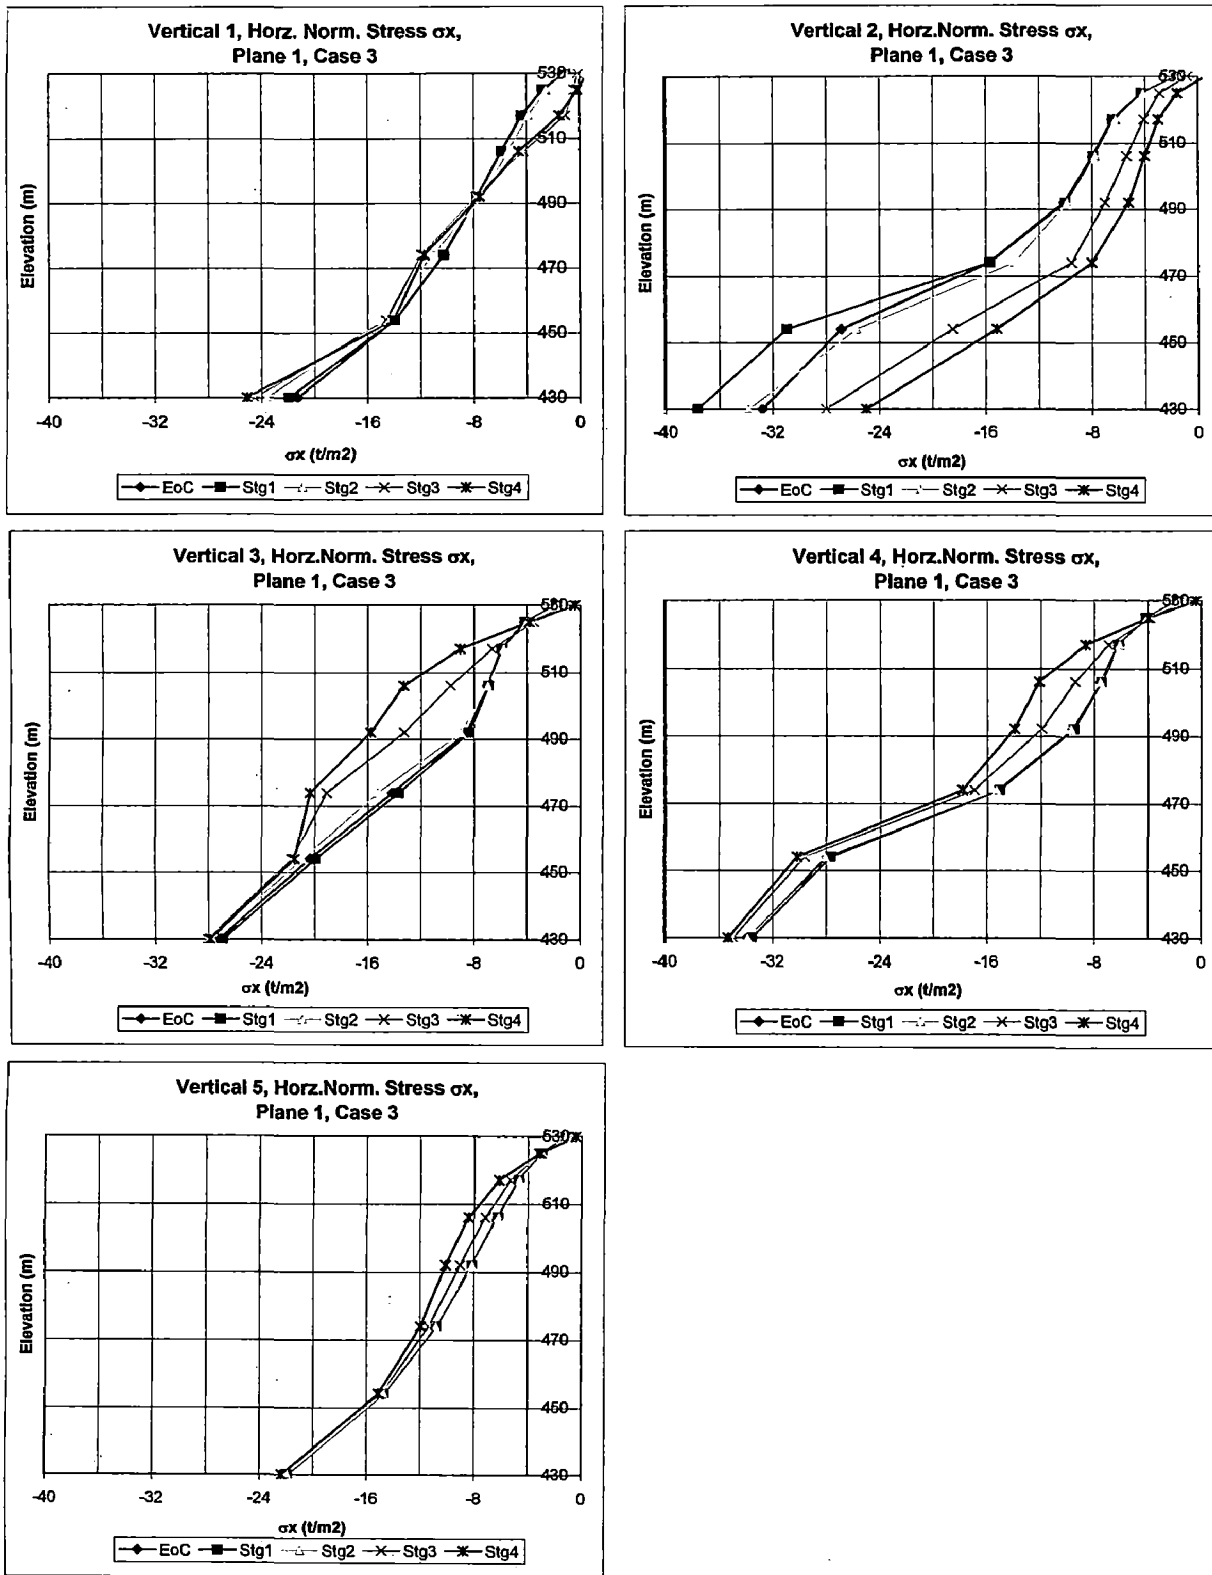 Vertical 1, Horz. Norm. Stress σx,
Plane 1, Case 3
Elevation (m)
530
510
490
470
450
430
-40 -32 -24 -16 -8 0
σx (t/m2)
EoC Stg1 Stg2 Stg3 Stg4
Vertical 2, Horz.Norm. Stress σx,
Plane 1, Case 3
Elevation (m)
530
510
490
470
450
430
-40 -32 -24 -16 -8 0
σx (t/m2)
EoC Stg1 Stg2 Stg3 Stg4
Vertical 3, Horz.Norm. Stress σx,
Plane 1, Case 3
Elevation (m)
530
510
490
470
450
430
-40 -32 -24 -16 -8 0
σx (t/m2)
EoC Stg1 Stg2 Stg3 Stg4
Vertical 4, Horz.Norm. Stress σx,
Plane 1, Case 3
Elevation (m)
530
510
490
470
450
430
-40 -32 -24 -16 -8 0
σx (t/m2)
EoC Stg1 Stg2 Stg3 Stg4
Vertical 5, Horz.Norm. Stress σx,
Plane 1, Case 3
Elevation (m)
530
510
490
470
450
430
-40 -32 -24 -16 -8 0
σx (t/m2)
EoC Stg1 Stg2 Stg3 Stg4